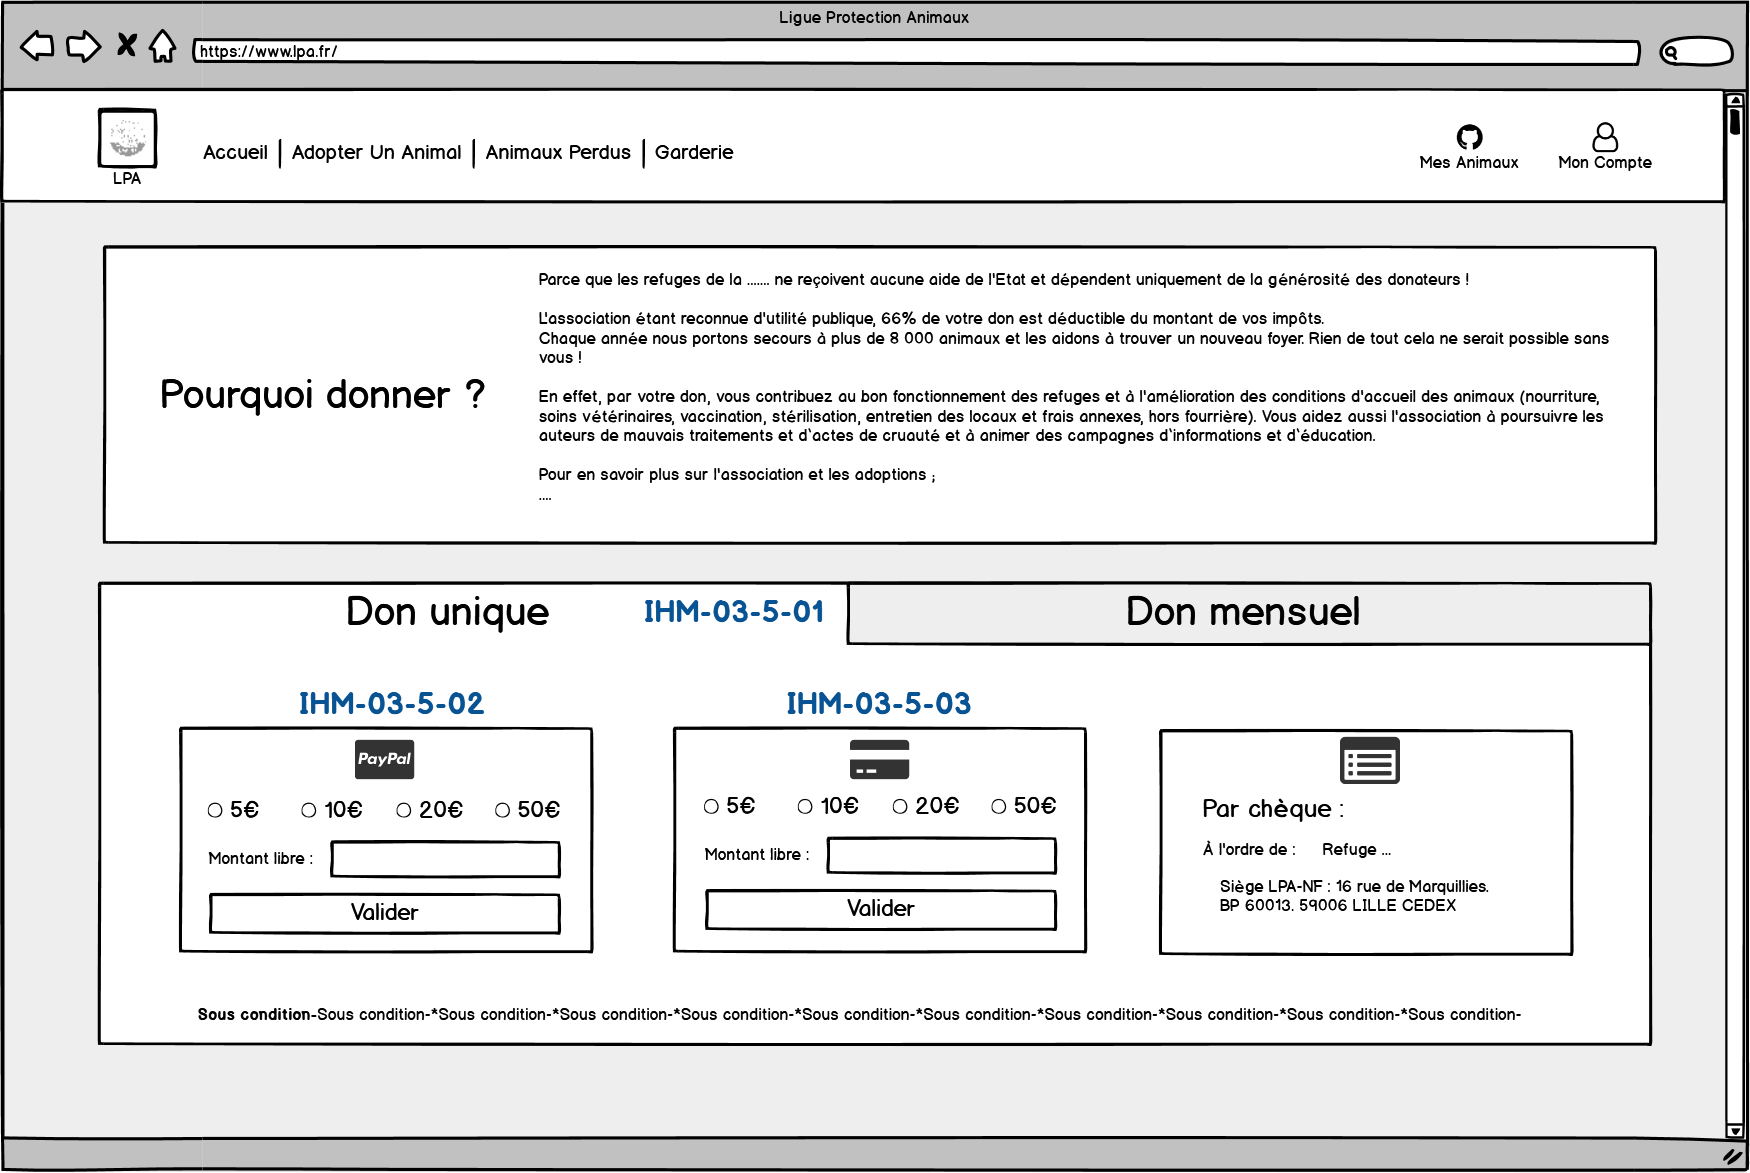 Ligue Protection Animaux
https://www.lpa.fr/
LPA
Accueil
Adopter Un Animal
Animaux Perdus
Garderie
Mes Animaux
Mon Compte
Pourquoi donner ?
Parce que les refuges de la ....... ne reçoivent aucune aide de l'Etat et dépendent uniquement de la générosité des donateurs !
L'association étant reconnue d'utilité publique, 66% de votre don est déductible du montant de vos impôts.
Chaque année nous portons secours à plus de 8 000 animaux et les aidons à trouver un nouveau foyer. Rien de tout cela ne serait possible sans
vous !
En effet, par votre don, vous contribuez au bon fonctionnement des refuges et à l'amélioration des conditions d'accueil des animaux (nourriture,
soins vétérinaires, vaccination, stérilisation, entretien des locaux et frais annexes, hors fourrière). Vous aidez aussi l'association à poursuivre les
auteurs de mauvais traitements et d`actes de cruauté et à animer des campagnes d`informations et d`éducation.
Pour en savoir plus sur l'association et les adoptions ;
....
Don unique
IHM-03-5-01
Don mensuel
IHM-03-5-02
PayPal
5€ 10€ 20€ 50€
Montant libre :
Valider
IHM-03-5-03
5€ 10€ 20€ 50€
Montant libre :
Valider
Par chèque :
À l'ordre de : Refuge ...
Siège LPA-NF : 16 rue de Marquillies.
BP 60013. 59006 LILLE CEDEX
Sous condition-Sous condition-*Sous condition-*Sous condition-*Sous condition-*Sous condition-*Sous condition-*Sous condition-*Sous condition-*Sous condition-*Sous condition-